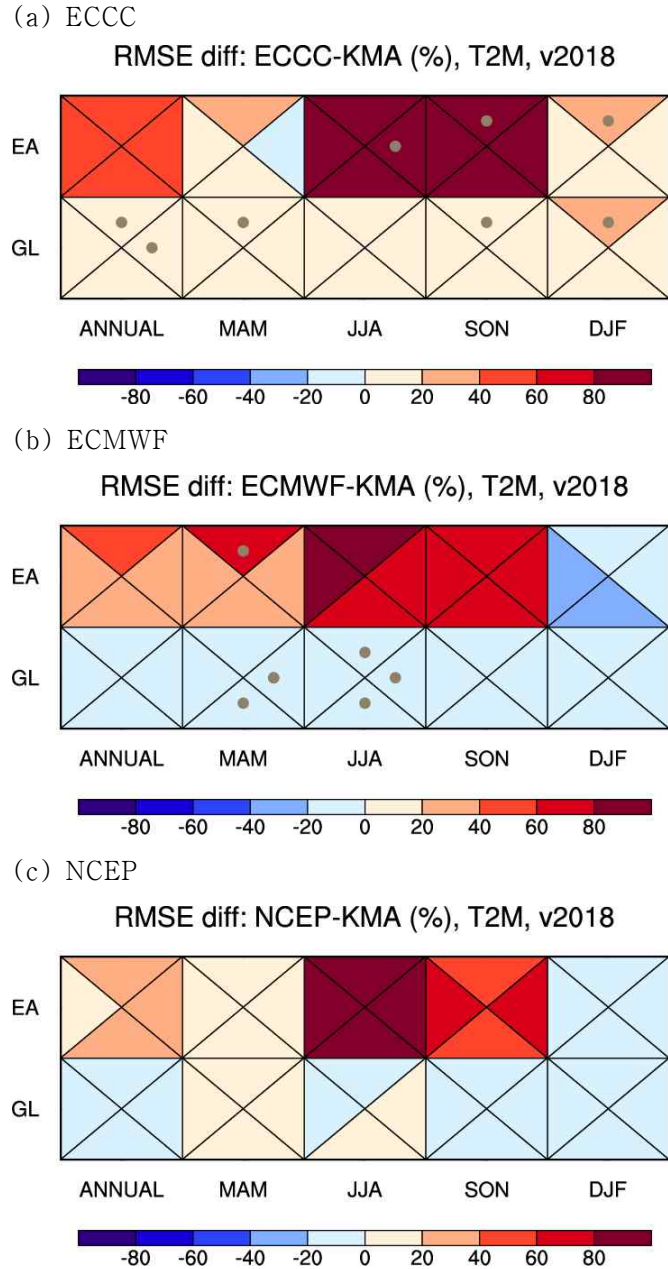 (a) ECCC
RMSE diff: ECCC-KMA (%), T2M, v2018
EA
GL
ANNUAL MAM JJA SON DJF
-80 -60 -40 -20 0 20 40 60 80
(b) ECMWF
RMSE diff: ECMWF-KMA (%), T2M, v2018
EA
GL
ANNUAL MAM JJA SON DJF
-80 -60 -40 -20 0 20 40 60 80
(c) NCEP
RMSE diff: NCEP-KMA (%), T2M, v2018
EA
GL
ANNUAL MAM JJA SON DJF
-80 -60 -40 -20 0 20 40 60 80